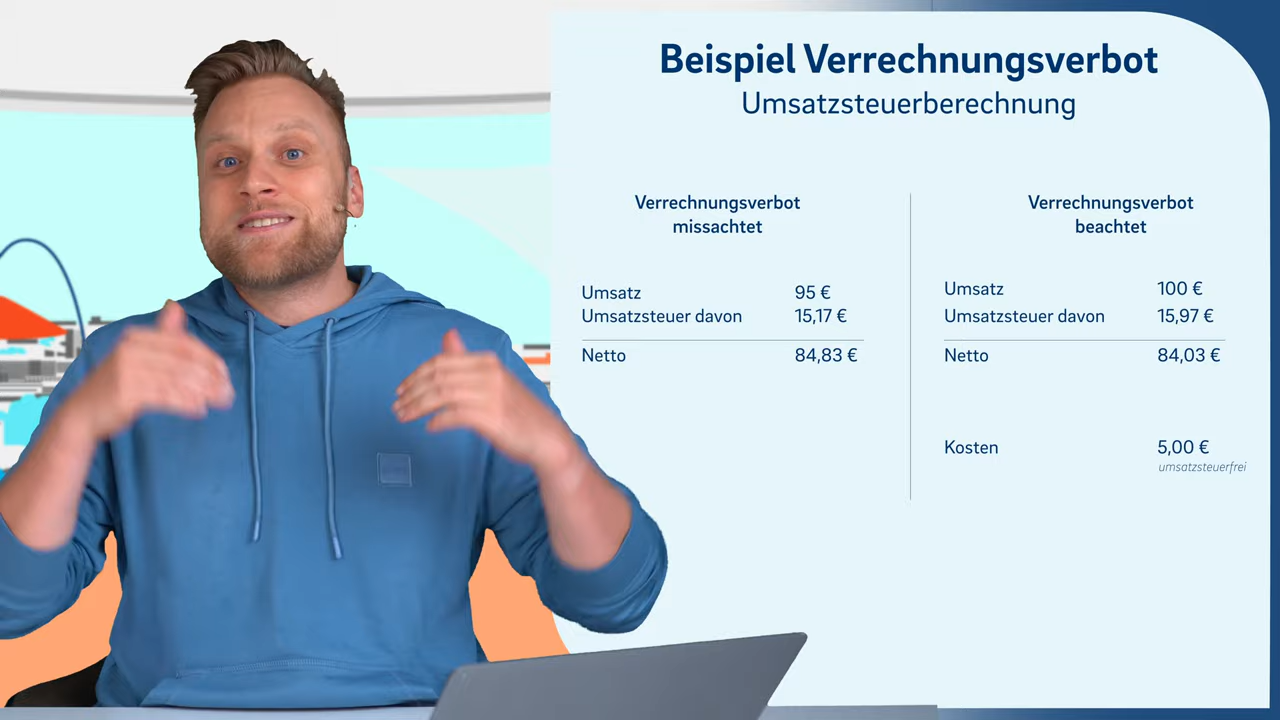 Beispiel Verrechnungsverbot
Umsatzsteuerberechnung
Verrechnungsverbot
missachtet
Umsatz 95 €
Umsatzsteuer davon 15,17 €
Netto 84,83 €
Verrechnungsverbot
beachtet
Umsatz 100 €
Umsatzsteuer davon 15,97 €
Netto 84,03 €
Kosten 5,00 €
umsatzsteuerfrei